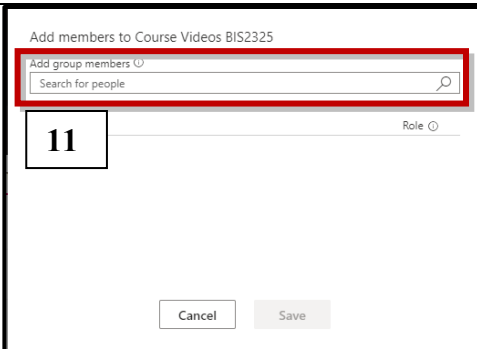 Add members to Course Videos BIS2325
Add group members ⓘ
Search for people
11
Role ⓘ
Cancel Save